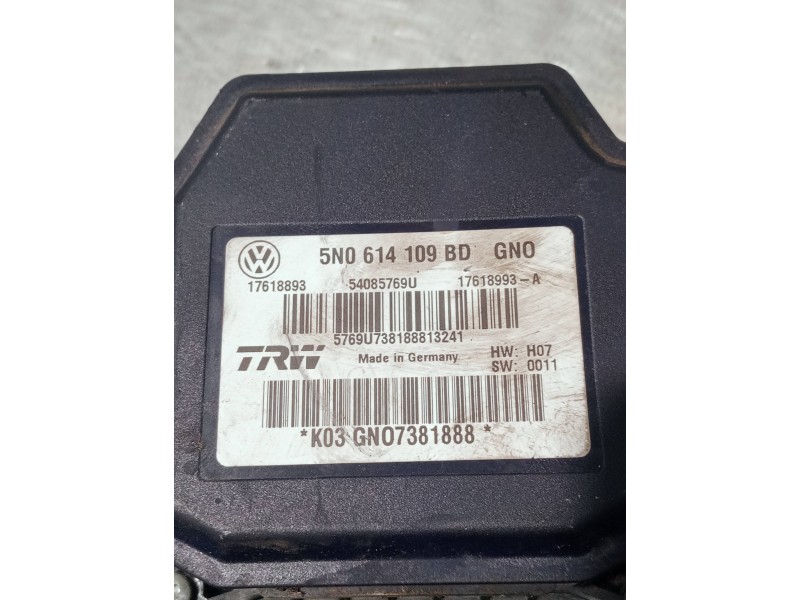 5N0 614 109 BD GNO
17618893 54085769U 17618993-A
5769U738188813241
TRW Made in Germany HW: H07
SW: 0011
*K03 GNO7381888*